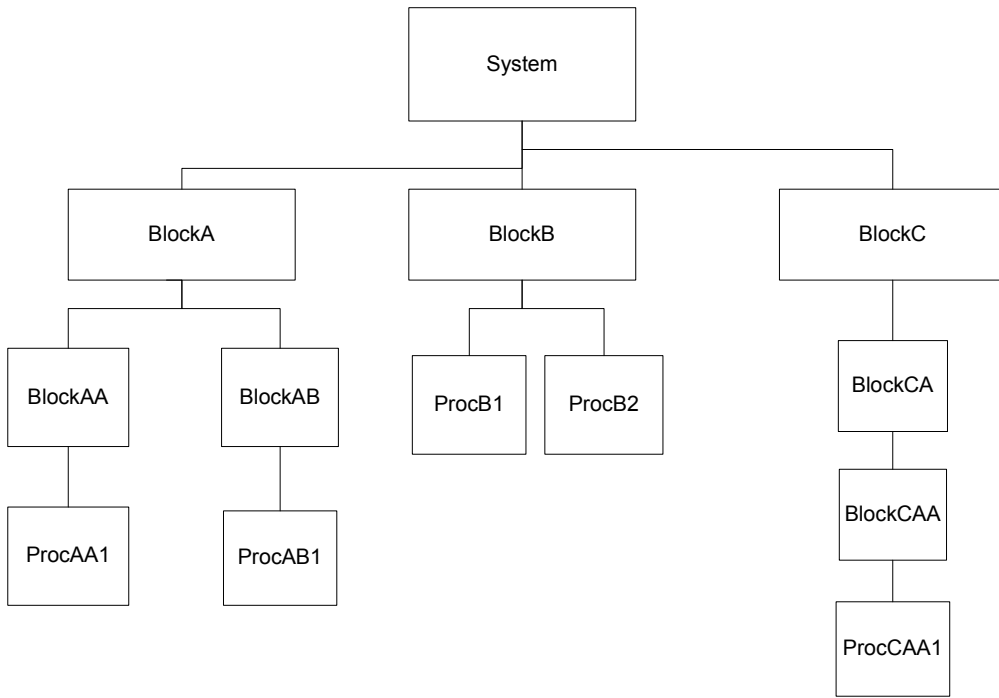 System
BlockA
BlockB
BlockC
BlockAA
BlockAB
ProcB1
ProcB2
BlockCA
BlockCAA
ProcAA1
ProcAB1
ProcCAA1